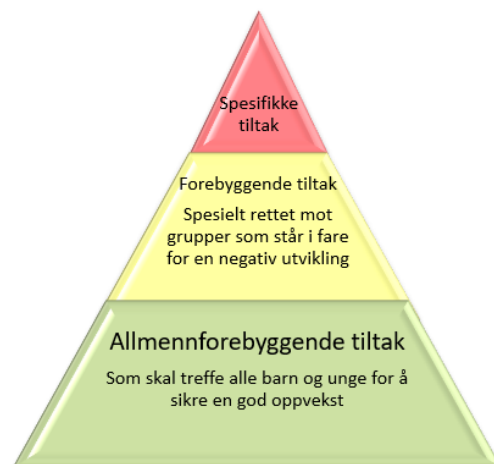 Spesifikke
tiltak
Forebyggende tiltak
Spesielt rettet mot
grupper som står i fare
for en negativ utvikling
Allmennforebyggende tiltak
Som skal treffe alle barn og unge for å
sikre en god oppvekst